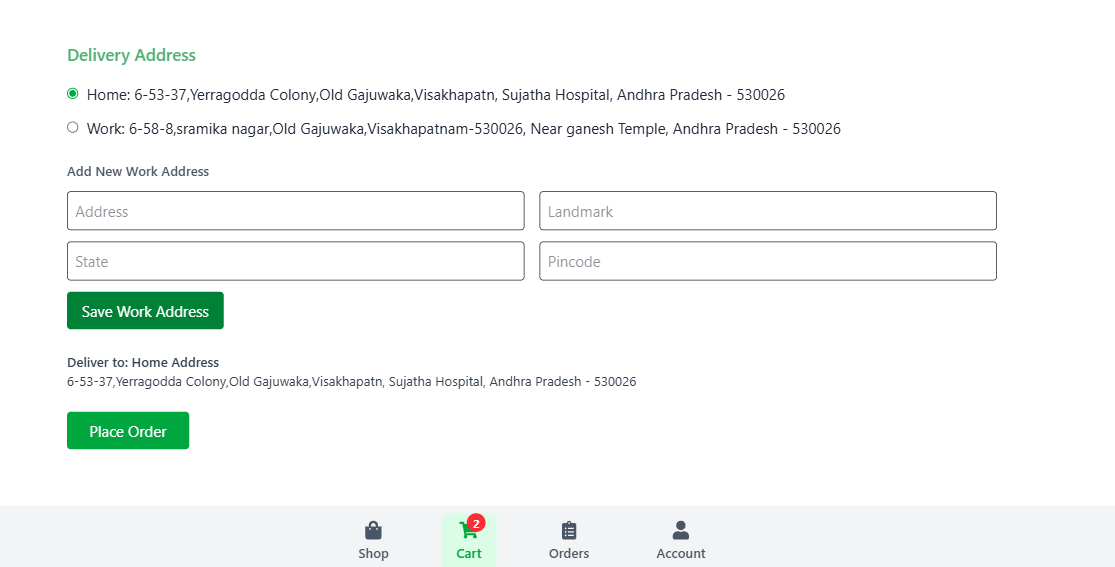 Delivery Address
Home: 6-53-37,Yerragodda Colony,Old Gajuwaka,Visakhapatn, Sujatha Hospital, Andhra Pradesh - 530026
Work: 6-58-8,sramika nagar,Old Gajuwaka,Visakhapatnam-530026, Near ganesh Temple, Andhra Pradesh - 530026
Add New Work Address
Address Landmark
State Pincode
Save Work Address
Deliver to: Home Address
6-53-37,Yerragodda Colony,Old Gajuwaka,Visakhapatn, Sujatha Hospital, Andhra Pradesh - 530026
Place Order
2
Shop Cart Orders Account